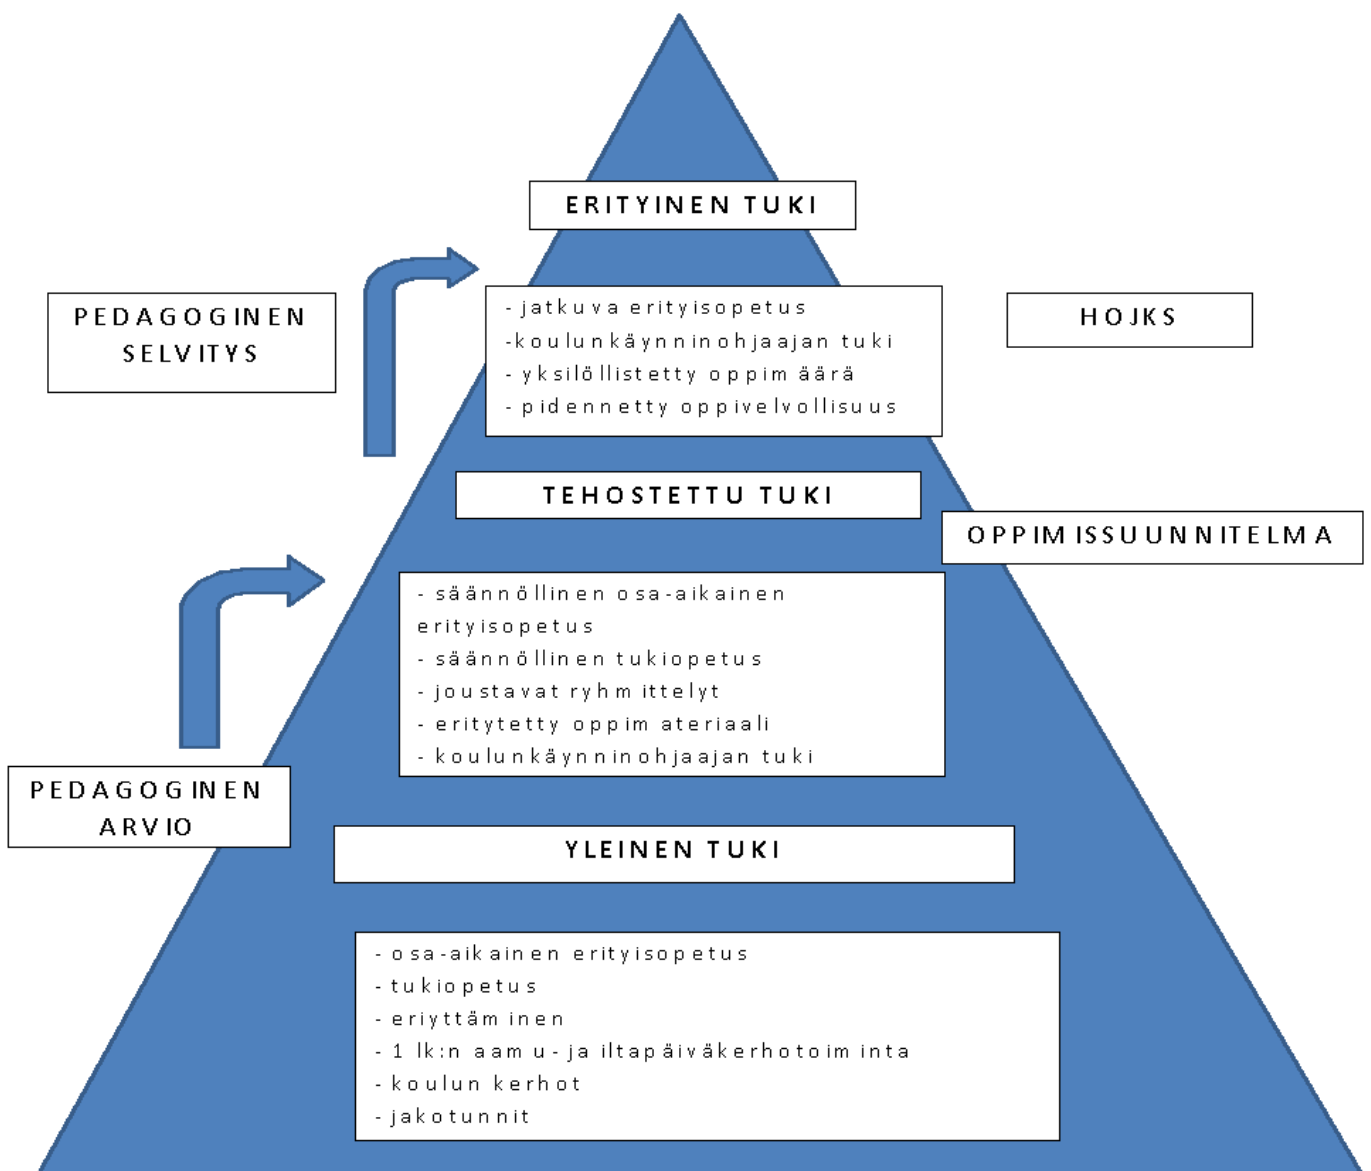 ERITYINEN TUKI
PEDAGOGINEN
SELVITYS
- jatkuva erityisopetus
-koulunkäynninohjaajan tuki
- yksilöllistetty oppimäärä
- pidennetty oppivelvollisuus
HOJKS
TEHOSTETTU TUKI
OPPIMISSUUNNITELMA
- säännöllinen osa-aikainen
erityisopetus
- säännöllinen tukiopetus
- joustavat ryhmittelyt
- eritytetty oppimateriaali
- koulunkäynninohjaajan tuki
PEDAGOGINEN
ARVIO
YLEINEN TUKI
- osa-aikainen erityisopetus
- tukiopetus
- eriyttäminen
- 1 lk:n aamu- ja iltapäiväkerhotoiminta
- koulun kerhot
- jakotunnit